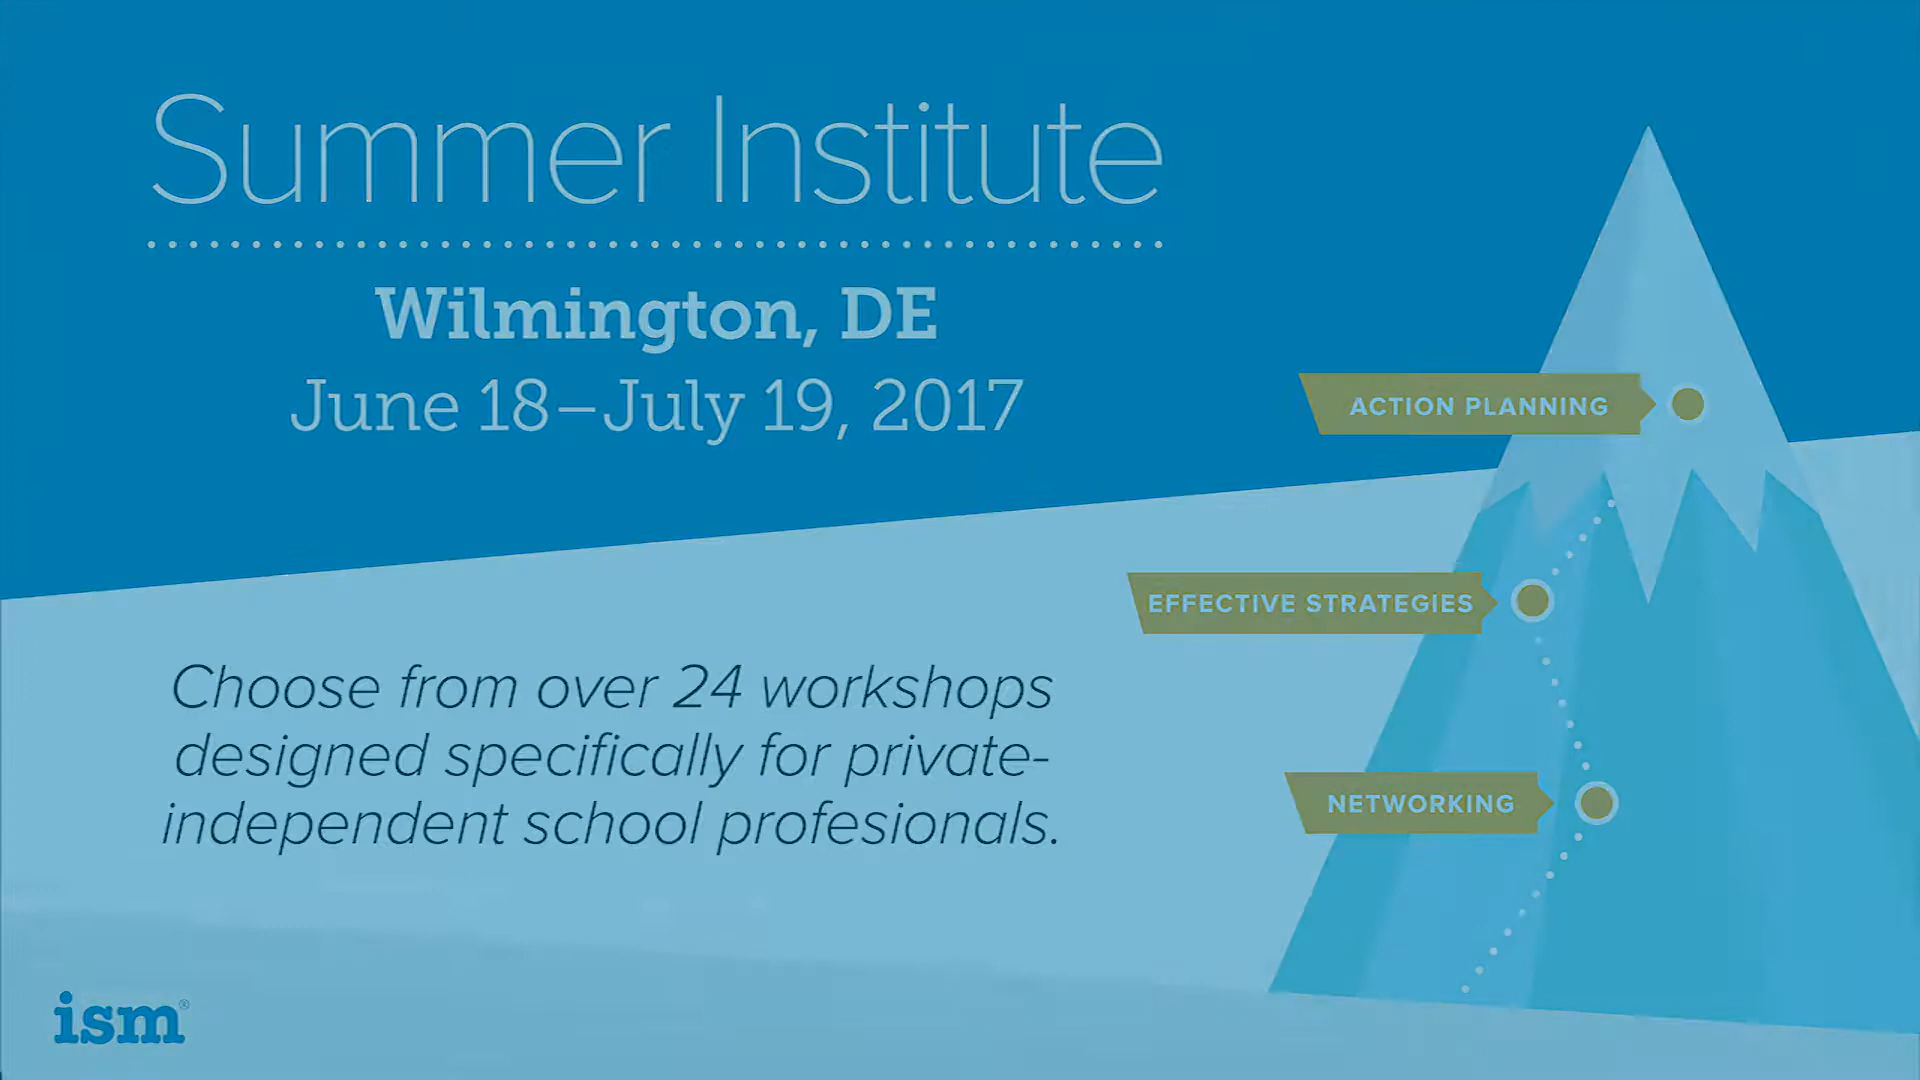 Summer Institute
Wilmington, DE
June 18–July 19, 2017
ACTION PLANNING
EFFECTIVE STRATEGIES
Choose from over 24 workshops
designed specifically for private-
independent school profesionals.
NETWORKING
ism®